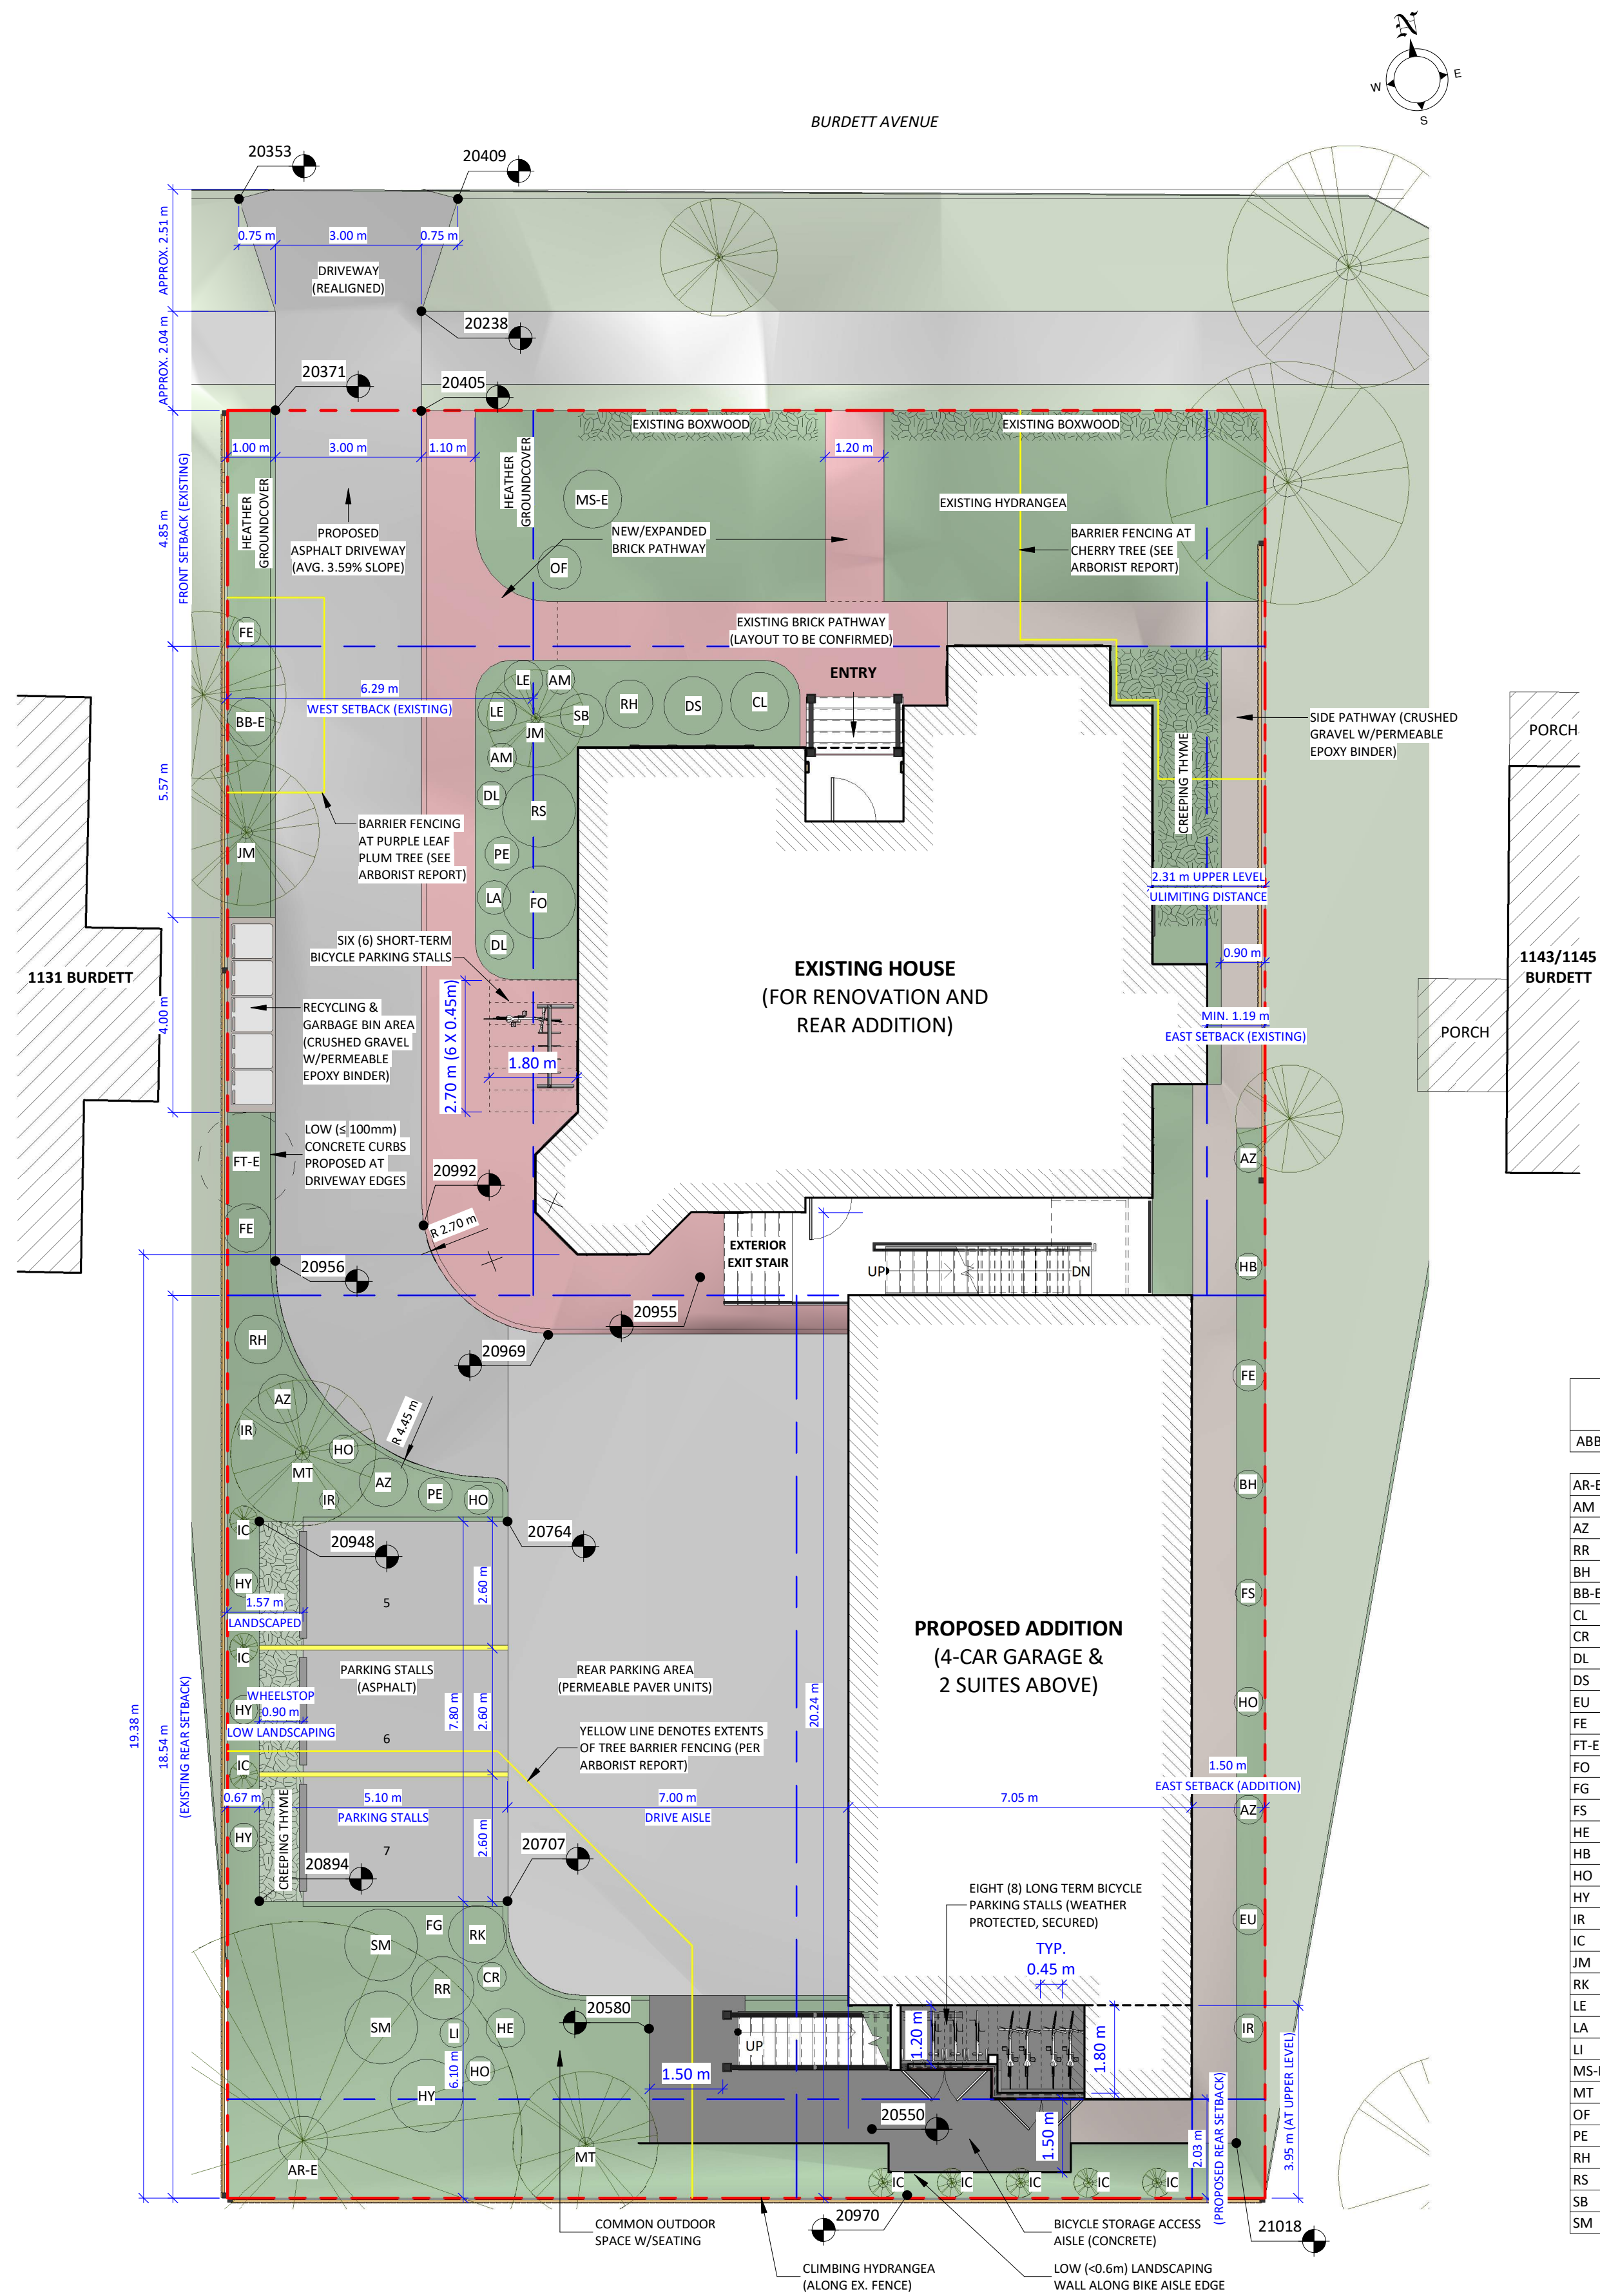 N
W
E
S
BURDETT AVENUE
20353
20409
APPROX. 2.51 m
0.75 m
3.00 m
0.75 m
DRIVEWAY
(REALIGNED)
APPROX. 2.04 m
20238
20371
20405
EXISTING BOXWOOD
EXISTING BOXWOOD
1.00 m
3.00 m
1.10 m
1.20 m
HEATHER
GROUNDCOVER
HEATHER
GROUNDCOVER
MS-E
EXISTING HYDRANGEA
4.85 m
FRONT SETBACK (EXISTING)
PROPOSED
ASPHALT DRIVEWAY
(AVG. 3.59% SLOPE)
NEW/EXPANDED
BRICK PATHWAY
BARRIER FENCING AT
CHERRY TREE (SEE
ARBORIST REPORT)
OF
FE
EXISTING BRICK PATHWAY
(LAYOUT TO BE CONFIRMED)
ENTRY
6.29 m
WEST SETBACK (EXISTING)
LE
AM
LE
SB
RH
DS
CL
JM
AM
BB-E
SIDE PATHWAY (CRUSHED
GRAVEL W/PERMEABLE
EPOXY BINDER)
PORCH
5.57 m
CREEPING THYME
DL
RS
BARRIER FENCING
AT PURPLE LEAF
PLUM TREE (SEE
ARBORIST REPORT)
JM
PE
LA
FO
DL
2.31 m UPPER LEVEL
ULIMITING DISTANCE
SIX (6) SHORT-TERM
BICYCLE PARKING STALLS
0.90 m
1131 BURDETT
EXISTING HOUSE
(FOR RENOVATION AND
REAR ADDITION)
1143/1145
BURDETT
4.00 m
RECYCLING &
GARBAGE BIN AREA
(CRUSHED GRAVEL
W/PERMEABLE
EPOXY BINDER)
2.70 m (6 X 0.45m)
1.80 m
MIN. 1.19 m
EAST SETBACK (EXISTING)
PORCH
LOW (≤ 100mm)
CONCRETE CURBS
PROPOSED AT
DRIVEWAY EDGES
FT-E
20992
AZ
FE
R 2.70 m
EXTERIOR
EXIT STAIR
UP
DN
HB
20956
20955
20969
RH
FE
AZ
R 4.45 m
IR
HO
MT
AZ
IR
PE
HO
BH
IC
20948
20764
HY
1.57 m
LANDSCAPED
5
2.60 m
FS
IC
PARKING STALLS
(ASPHALT)
REAR PARKING AREA
(PERMEABLE PAVER UNITS)
PROPOSED ADDITION
(4-CAR GARAGE &
2 SUITES ABOVE)
19.38 m
18.54 m
(EXISTING REAR SETBACK)
WHEELSTOP
HY
0.90 m
LOW LANDSCAPING
7.80 m
2.60 m
20.24 m
HO
6
YELLOW LINE DENOTES EXTENTS
OF TREE BARRIER FENCING (PER
ARBORIST REPORT)
IC
1.50 m
EAST SETBACK (ADDITION)
0.67 m
5.10 m
PARKING STALLS
7.00 m
DRIVE AISLE
7.05 m
AZ
HY
CREEPING THYME
7
2.60 m
20707
20894
EIGHT (8) LONG TERM BICYCLE
PARKING STALLS (WEATHER
PROTECTED, SECURED)
EU
FG
RK
SM
TYP.
0.45 m
CR
RR
SM
LI
HE
20580
UP
1.20 m
1.80 m
IR
HO
HY
6.10 m
1.50 m
20550
1.50 m
2.03 m
(PROPOSED REAR SETBACK)
3.95 m (AT UPPER LEVEL)
AR-E
MT
IC
IC
IC
IC
IC
20970
21018
COMMON OUTDOOR
SPACE W/SEATING
BICYCLE STORAGE ACCESS
AISLE (CONCRETE)
CLIMBING HYDRANGEA
(ALONG EX. FENCE)
LOW (<0.6m) LANDSCAPING
WALL ALONG BIKE AISLE EDGE
AR-E
AM
AZ
RR
BH
BB-E
CL
CR
DL
DS
EU
FE
FT-E
FO
FG
FS
HE
HB
HO
HY
IR
IC
JM
RK
LE
LA
LI
MT
OF
PE
RH
RS
SB
SM